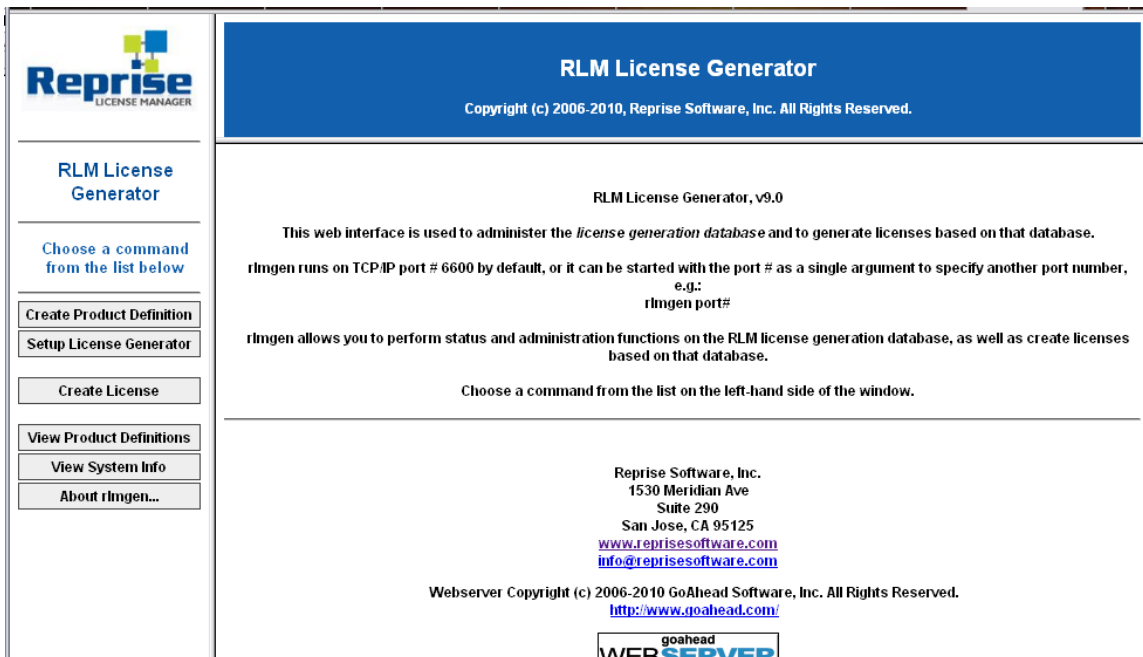 Reprise
LICENSE MANAGER
RLM License
Generator
Choose a command
from the list below
Create Product Definition
Setup License Generator
Create License
View Product Definitions
View System Info
About rlmgen...
RLM License Generator
Copyright (c) 2006-2010, Reprise Software, Inc. All Rights Reserved.
RLM License Generator, v9.0
This web interface is used to administer the license generation database and to generate licenses based on that database.
rlmgen runs on TCP/IP port # 6600 by default, or it can be started with the port # as a single argument to specify another port number,
e.g.:
rlmgen port#
rlmgen allows you to perform status and administration functions on the RLM license generation database, as well as create licenses
based on that database.
Choose a command from the list on the left-hand side of the window.
Reprise Software, Inc.
1530 Meridian Ave
Suite 290
San Jose, CA 95125
www.reprisesoftware.com
info@reprisesoftware.com
Webserver Copyright (c) 2006-2010 GoAhead Software, Inc. All Rights Reserved.
http://www.goahead.com/
goahead
WEBSERVER